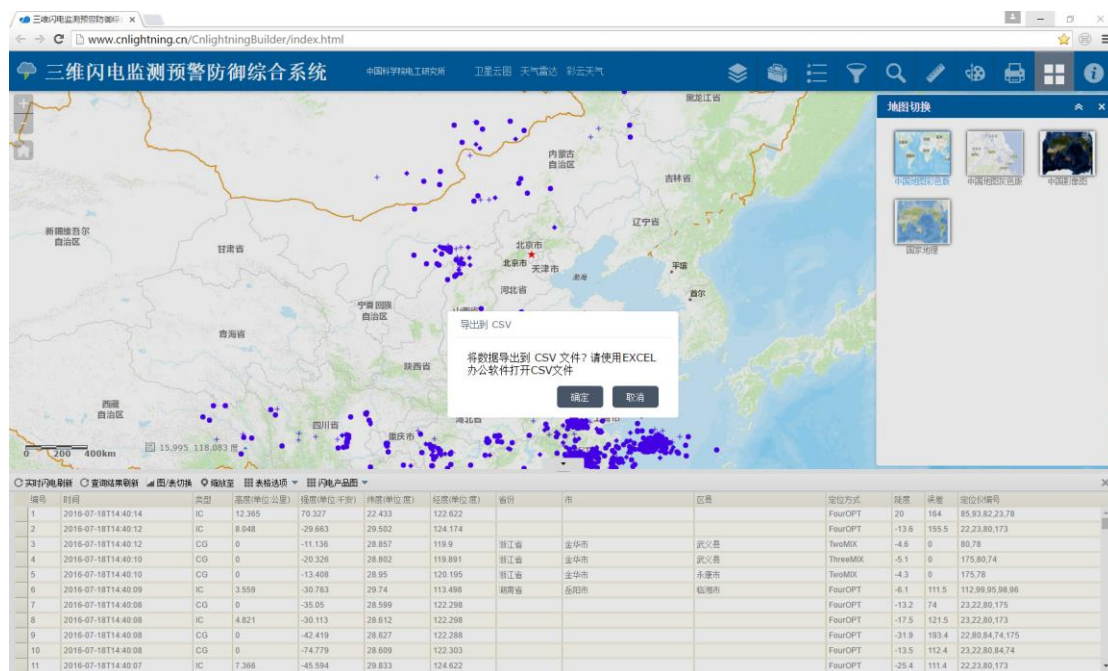 三维闪电监测预警防御综合
www.cnlightning.cn/CnlightningBuilder/index.html
三维闪电监测预警防御综合系统 中国科学院电工研究所 卫星云图 天气雷达 彩云天气
地图切换
中国地图彩色版 中国地图灰色版 中国影像图
国家地理
黑龙江省
内蒙古
自治区
吉林省
辽宁省
新疆维吾尔
自治区
甘肃省
北京市
北京市
天津市
渤海
平壤
河北省
首尔
宁夏回族
自治区
青海省
陕西省
西藏
自治区
四川省
重庆市
湖北省
导出到 CSV
将数据导出到 CSV 文件?请使用EXCEL
办公软件打开CSV文件
确定 取消
0 200 400km
15.995 118.083 度
实时闪电刷新 查询结果刷新 图/表切换 缩放至 表格选项 闪电产品图
编号 时间 类型 高度(单位:公里) 强度(单位:千安) 纬度(单位:度) 经度(单位:度) 省份 市 区县 定位方式 陡度 误差 定位仪编号
1 2016-07-18T14:40:14 IC 12.365 70.327 22.433 122.622 FourOPT 20 164 85,93,82,23,78
2 2016-07-18T14:40:12 IC 8.048 -29.663 29.502 124.174 FourOPT -13.6 155.5 22,23,80,173
3 2016-07-18T14:40:12 CG 0 -11.136 28.857 119.9 浙江省 金华市 武义县 TwoMIX -4.6 0 80,78
4 2016-07-18T14:40:10 CG 0 -20.326 28.802 119.891 浙江省 金华市 武义县 ThreeMIX -5.1 0 175,80,74
5 2016-07-18T14:40:10 CG 0 -13.408 28.95 120.195 浙江省 金华市 永康市 TwoMIX -4.3 0 175,78
6 2016-07-18T14:40:09 IC 3.559 -30.763 29.74 113.496 湖南省 岳阳市 临湘市 FourOPT -6.1 111.5 112,99,95,98,96
7 2016-07-18T14:40:08 CG 0 -35.05 28.599 122.298 FourOPT -13.2 74 23,22,80,175
8 2016-07-18T14:40:08 IC 4.821 -30.113 28.612 122.298 FourOPT -17.5 121.5 23,22,80,173
9 2016-07-18T14:40:08 CG 0 -42.419 28.627 122.288 FourOPT -31.9 193.4 22,80,84,74,175
10 2016-07-18T14:40:08 CG 0 -74.779 28.609 122.303 FourOPT -13.5 112.4 23,22,80,84,74
11 2016-07-18T14:40:07 IC 7.366 -45.594 29.833 124.622 FourOPT -25.4 111.4 22,23,80,173